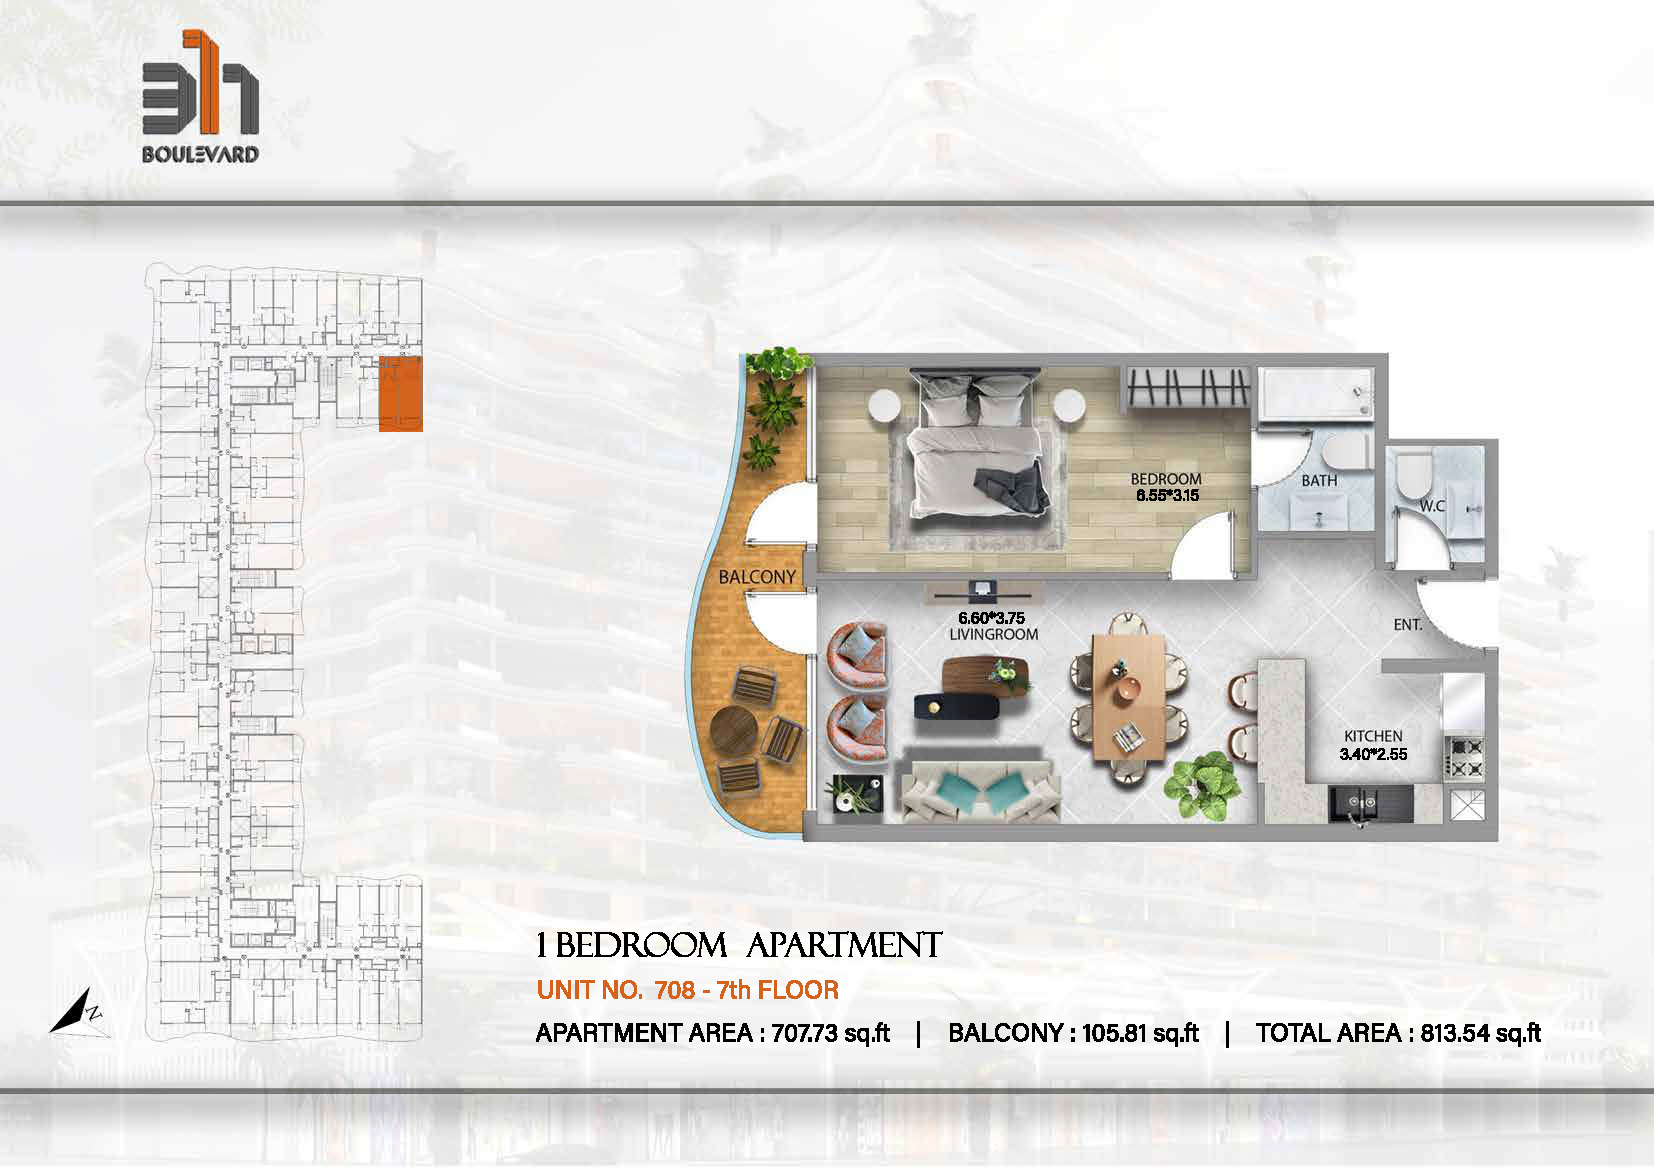 311
BOULEVARD
BEDROOM
6.55*3.15
BATH
W.C
BALCONY
6.60*3.75
LIVINGROOM
ENT.
KITCHEN
3.40*2.55
N
1 BEDROOM APARTMENT
UNIT NO. 708 - 7th FLOOR
APARTMENT AREA : 707.73 sq.ft | BALCONY : 105.81 sq.ft | TOTAL AREA : 813.54 sq.ft